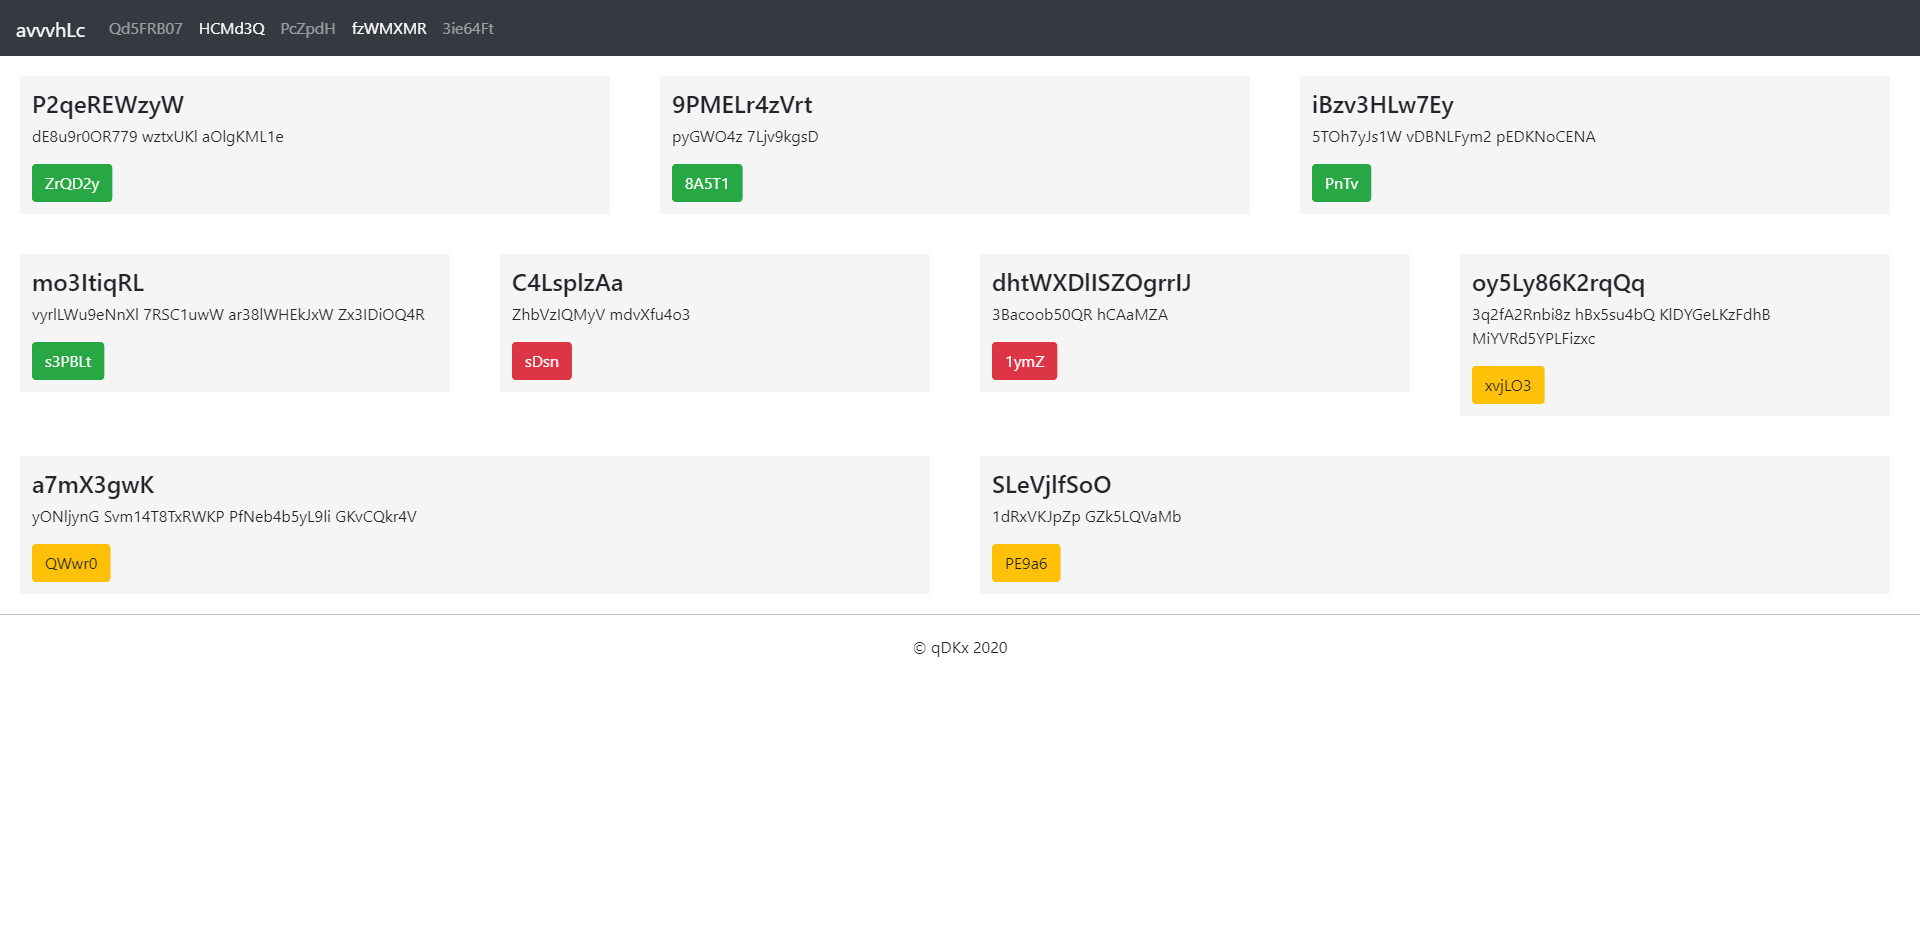 avvvhLc Qd5FRB07 HCMd3Q PcZpdH fzWMXMR 3ie64Ft
P2qeREWzyW
dE8u9r0OR779 wztxUKl aOlgKML1e
ZrQD2y
9PMELr4zVrt
pyGWO4z 7Ljv9kgsD
8A5T1
iBzv3HLw7Ey
5TOh7yJs1W vDBNLFym2 pEDKNoCENA
PnTv
mo3ItiqRL
vyrlLWu9eNnXl 7RSC1uwW ar38lWHEkJxW Zx3IDiOQ4R
s3PBLt
C4LsplzAa
ZhbVzIQMyV mdvXfu4o3
sDsn
dhtWXDlISZOgrrIJ
3Bacoob50QR hCAaMZA
1ymZ
oy5Ly86K2rqQq
3q2fA2Rnbi8z hBx5su4bQ KlDYGeLKzFdhB
MiYVRd5YPLFizxc
xvjLO3
a7mX3gwK
yONljynG Svm14T8TxRWKP PfNeb4b5yL9li GKvCQkr4V
QWwr0
SLeVjlfSoO
1dRxVKJpZp GZk5LQVaMb
PE9a6
© qDKx 2020